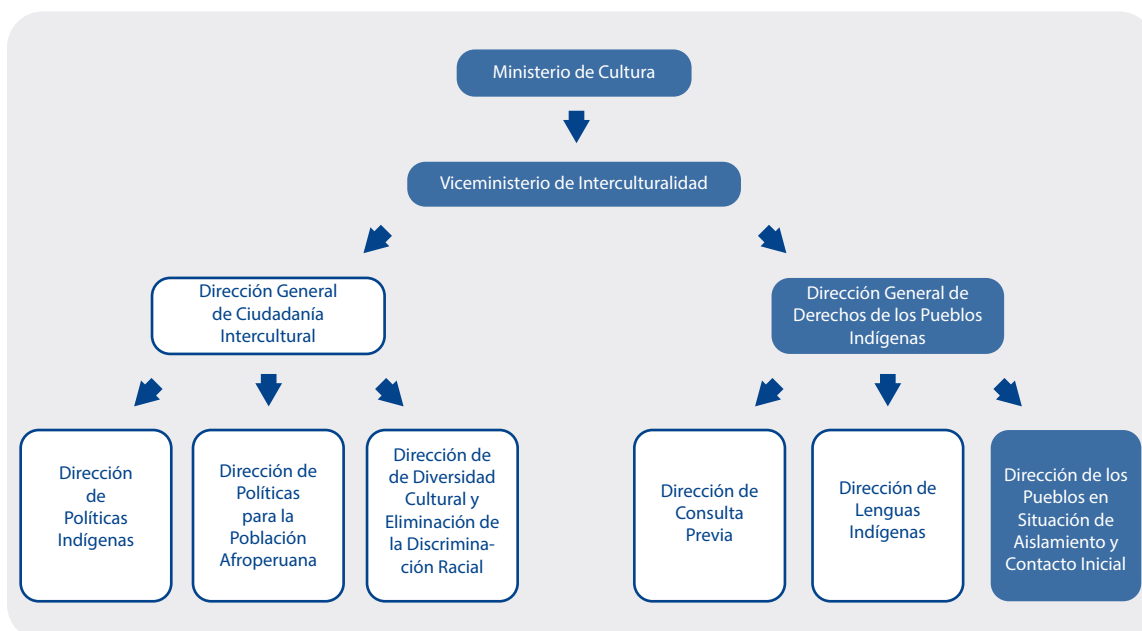 Ministerio de Cultura
Viceministerio de Interculturalidad
Dirección General
de Ciudadanía
Intercultural
Dirección General de
Derechos de los Pueblos
Indígenas
Dirección
de
Políticas
Indígenas
Dirección de
Políticas
para la
Población
Afroperuana
Dirección de
de Diversidad
Cultural y
Eliminación de
la Discrimina-
ción Racial
Dirección de
Consulta
Previa
Dirección de
Lenguas
Indígenas
Dirección de los
Pueblos en
Situación de
Aislamiento y
Contacto Inicial